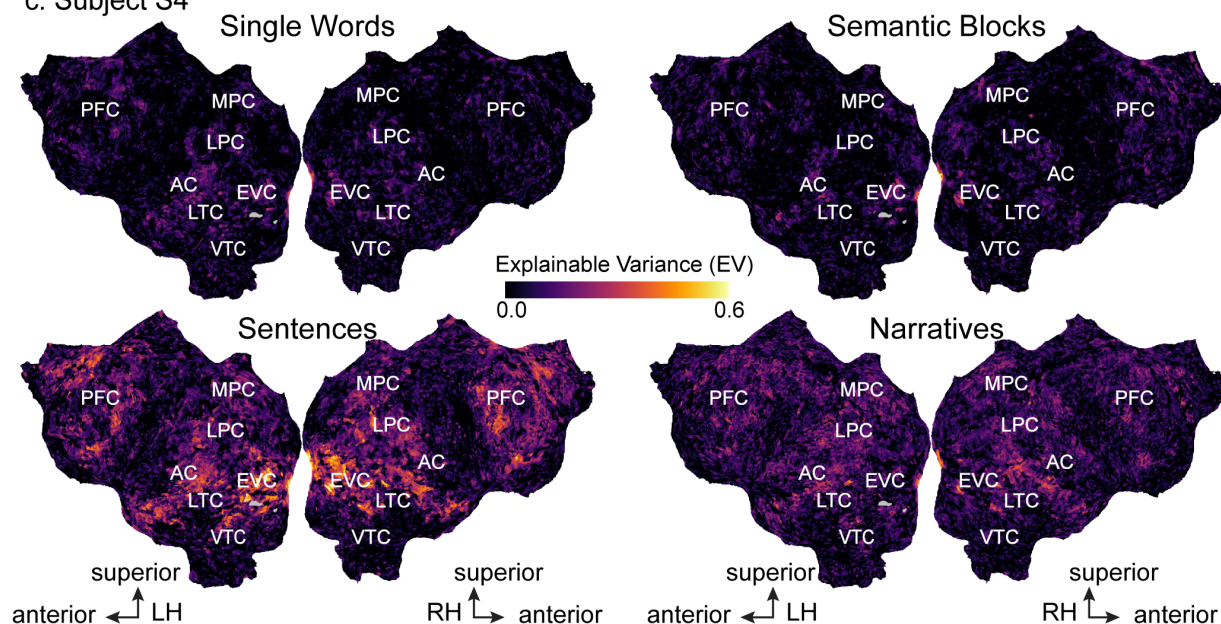 c. Subject S4
Single Words
Semantic Blocks
PFC MPC LPC AC EVC LTC VTC
MPC PFC LPC AC EVC LTC VTC
PFC MPC LPC AC EVC LTC VTC
MPC PFC LPC AC EVC LTC VTC
Explainable Variance (EV)
0.0 0.6
Sentences
Narratives
PFC MPC LPC AC EVC LTC VTC
MPC PFC LPC AC EVC LTC VTC
PFC MPC LPC AC EVC LTC VTC
MPC PFC LPC AC EVC LTC VTC
superior
anterior LH
superior
RH anterior
superior
anterior LH
superior
RH anterior